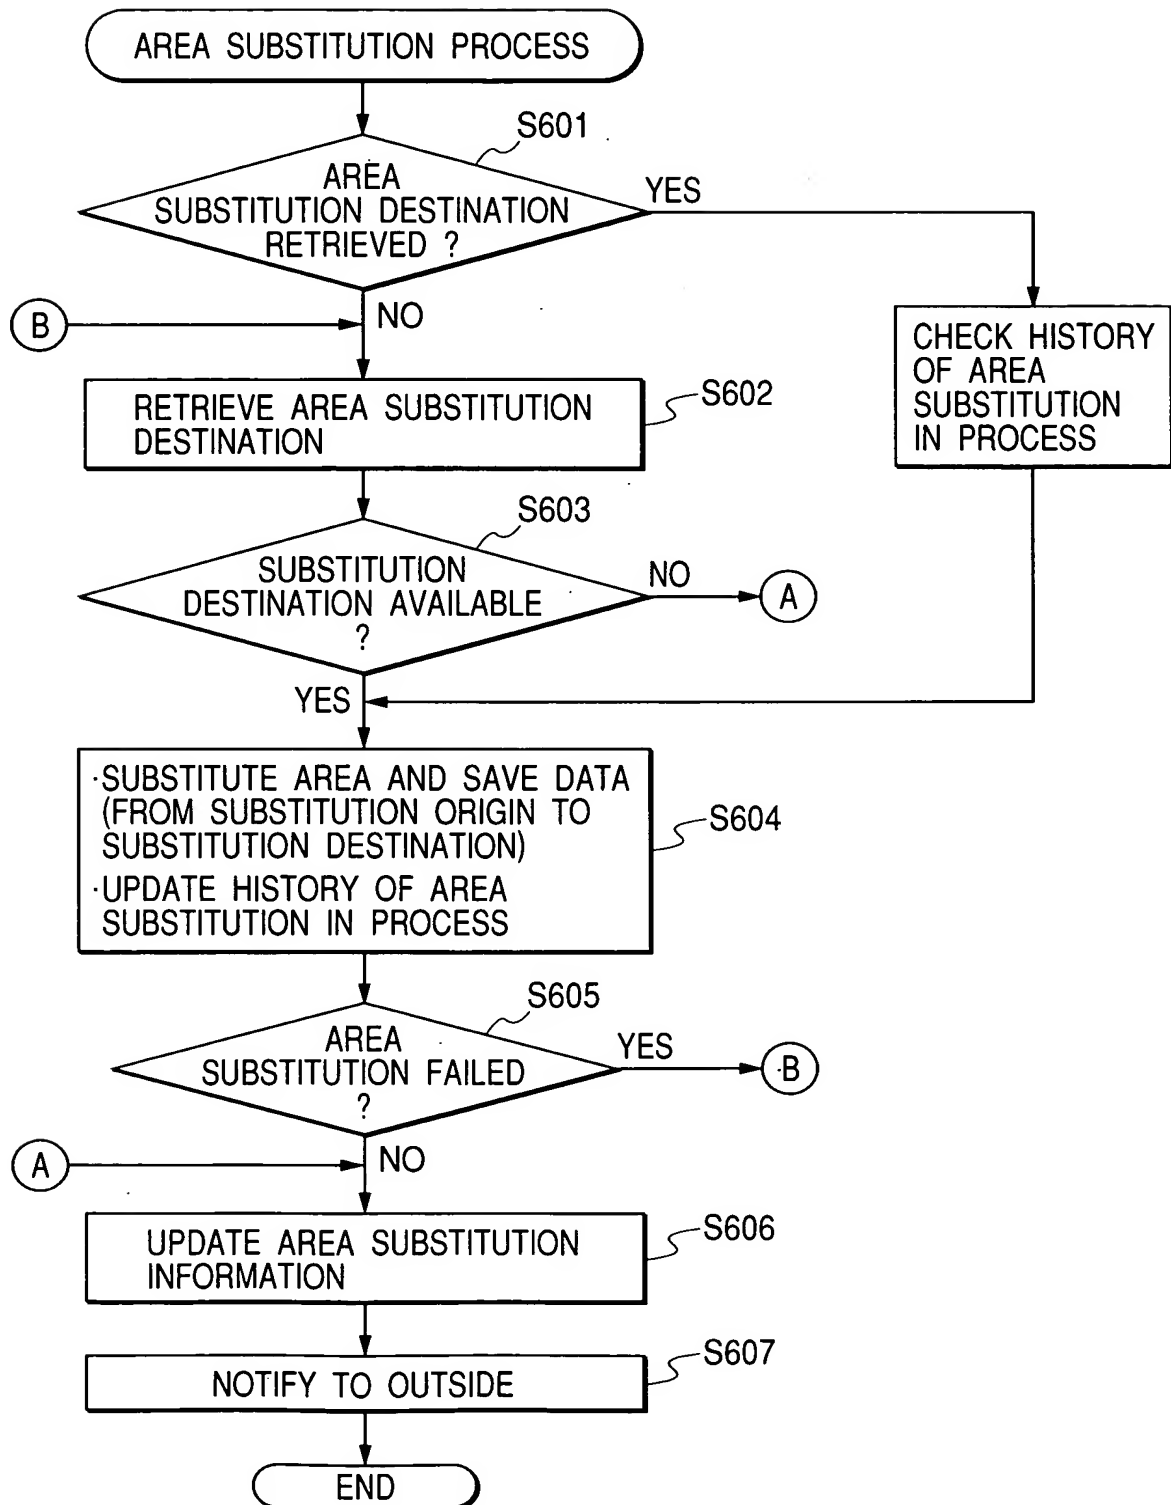 AREA SUBSTITUTION PROCESS
S601
AREA
SUBSTITUTION DESTINATION
RETRIEVED ?
YES
B
NO
CHECK HISTORY
OF AREA
SUBSTITUTION
IN PROCESS
RETRIEVE AREA SUBSTITUTION
DESTINATION
S602
S603
SUBSTITUTION
DESTINATION AVAILABLE
?
NO
A
YES
·SUBSTITUTE AREA AND SAVE DATA
(FROM SUBSTITUTION ORIGIN TO
SUBSTITUTION DESTINATION)
·UPDATE HISTORY OF AREA
SUBSTITUTION IN PROCESS
S604
S605
AREA
SUBSTITUTION FAILED
?
YES
B
A
NO
UPDATE AREA SUBSTITUTION
INFORMATION
S606
NOTIFY TO OUTSIDE
S607
END